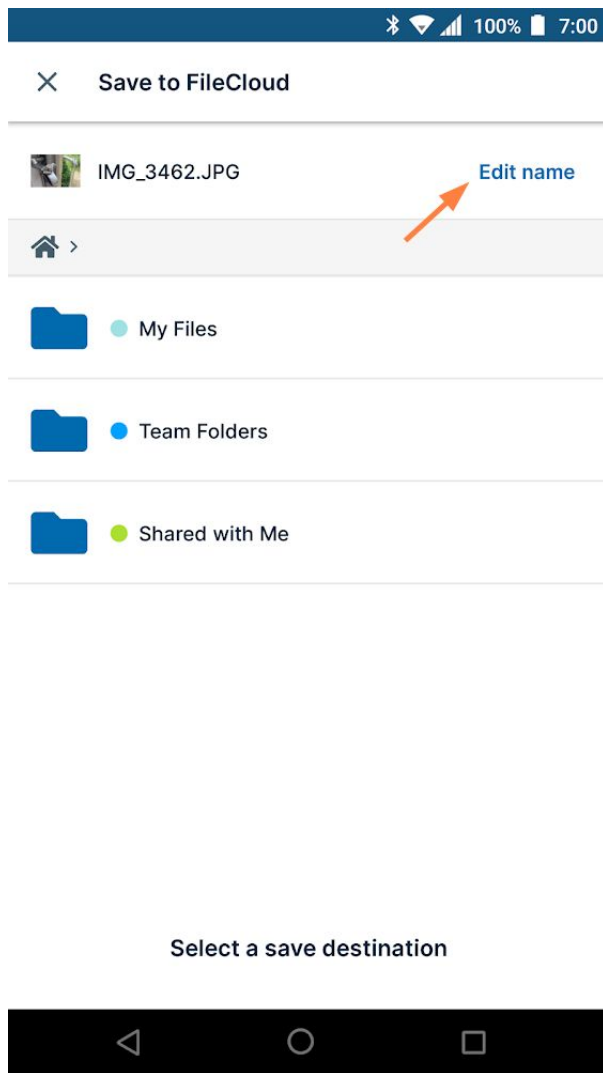 100% 7:00
Save to FileCloud
IMG_3462.JPG Edit name
My Files
Team Folders
Shared with Me
Select a save destination